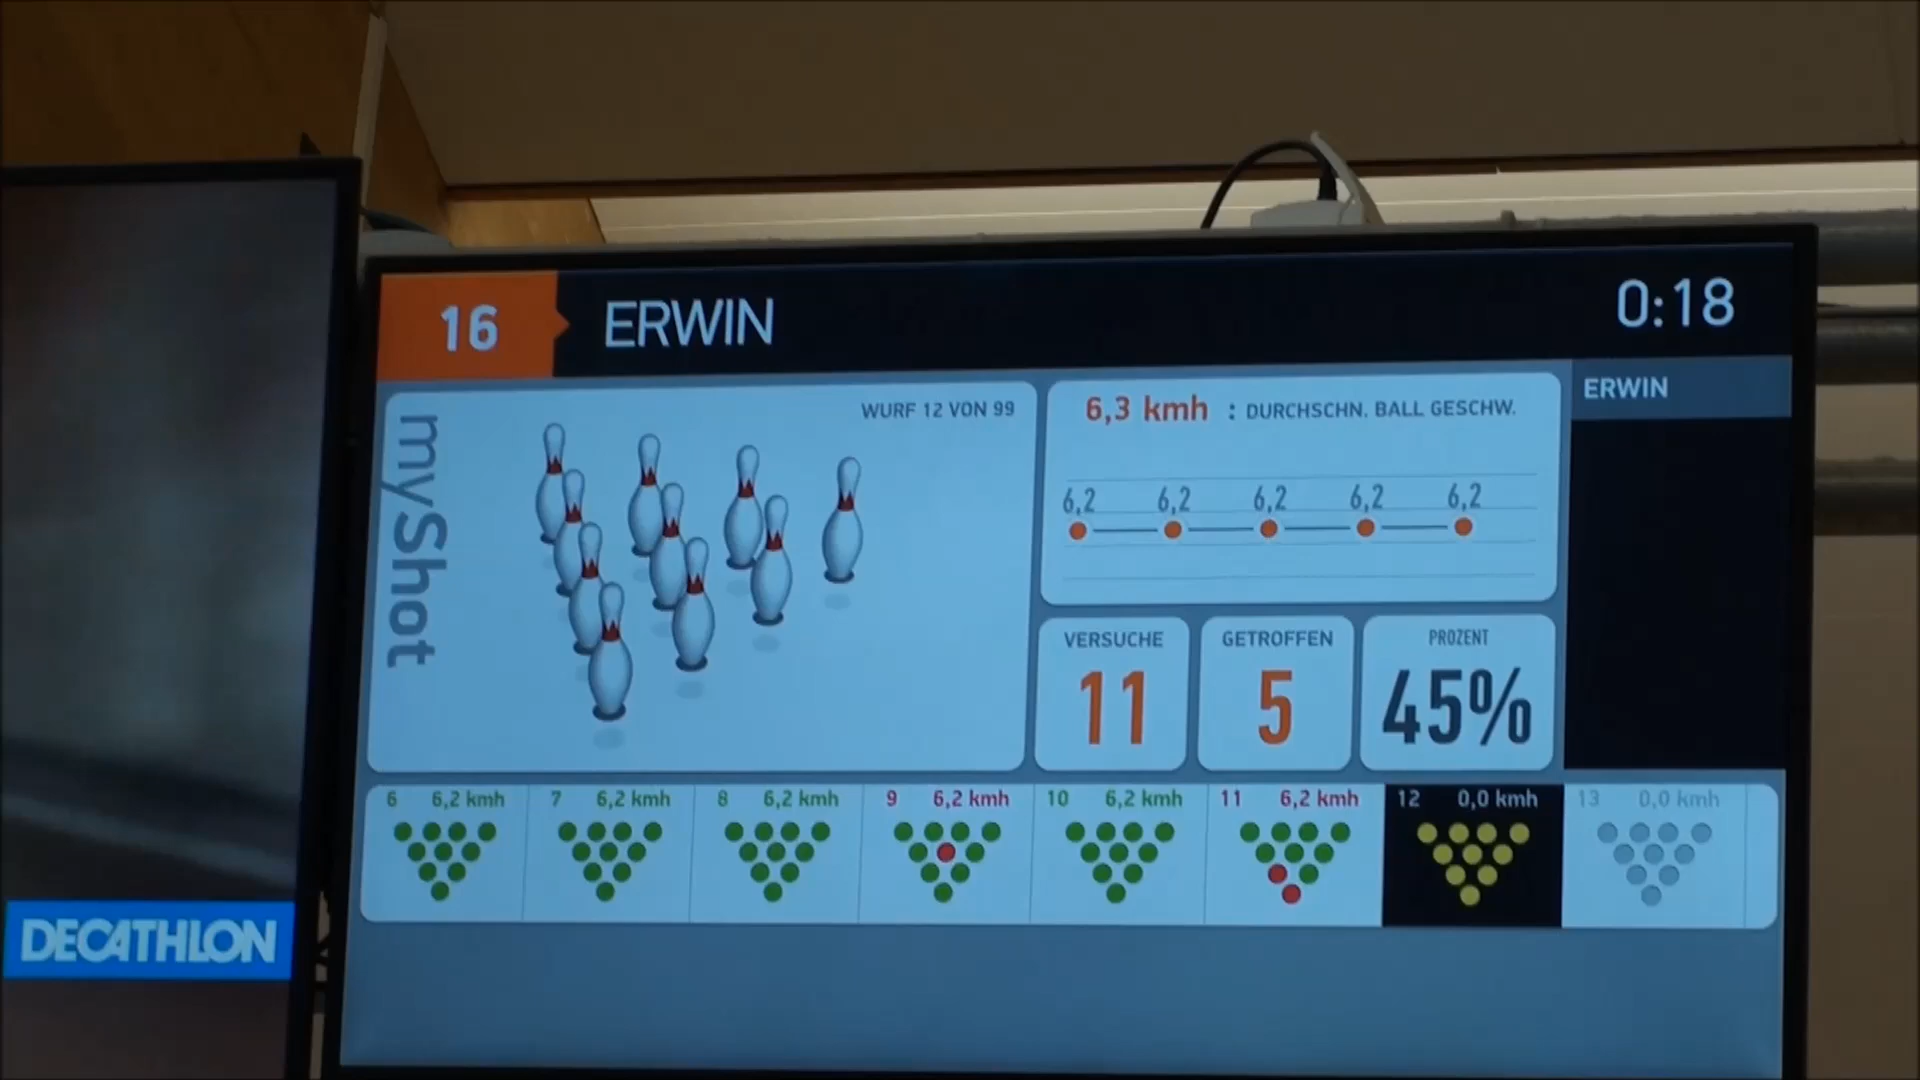 16 ERWIN 0:18
ERWIN
myShot
WURF 12 VON 99
6,3 kmh : DURCHSCHN. BALL GESCHW.
6,2 6,2 6,2 6,2 6,2
VERSUCHE
11
GETROFFEN
5
PROZENT
45%
6 6,2 kmh
7 6,2 kmh
8 6,2 kmh
9 6,2 kmh
10 6,2 kmh
11 6,2 kmh
12 0,0 kmh
13 0,0 kmh
DECATHLON